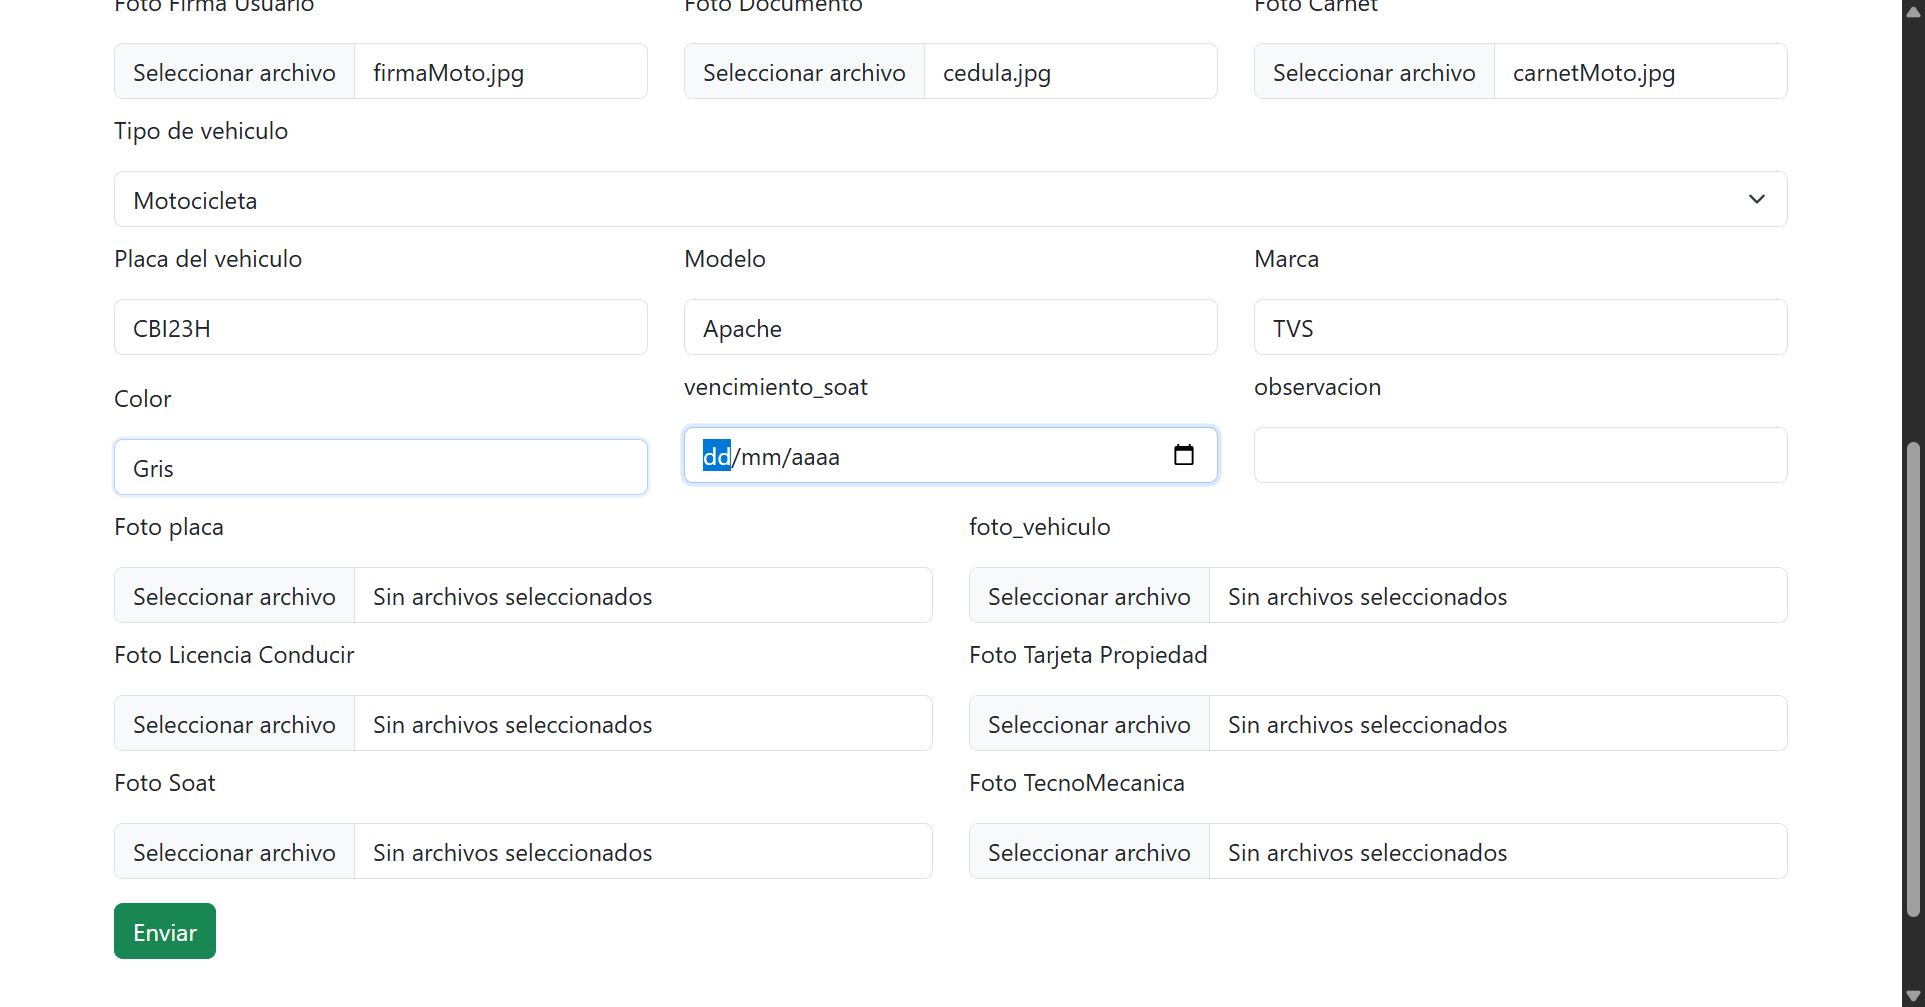 Foto Firma Usuario Foto Documento Foto Carnet
Seleccionar archivo firmaMoto.jpg Seleccionar archivo cedula.jpg Seleccionar archivo carnetMoto.jpg
Tipo de vehiculo
Motocicleta
Placa del vehiculo Modelo Marca
CBI23H Apache TVS
Color vencimiento_soat observacion
Gris dd/mm/aaaa
Foto placa foto_vehiculo
Seleccionar archivo Sin archivos seleccionados Seleccionar archivo Sin archivos seleccionados
Foto Licencia Conducir Foto Tarjeta Propiedad
Seleccionar archivo Sin archivos seleccionados Seleccionar archivo Sin archivos seleccionados
Foto Soat Foto TecnoMecanica
Seleccionar archivo Sin archivos seleccionados Seleccionar archivo Sin archivos seleccionados
Enviar